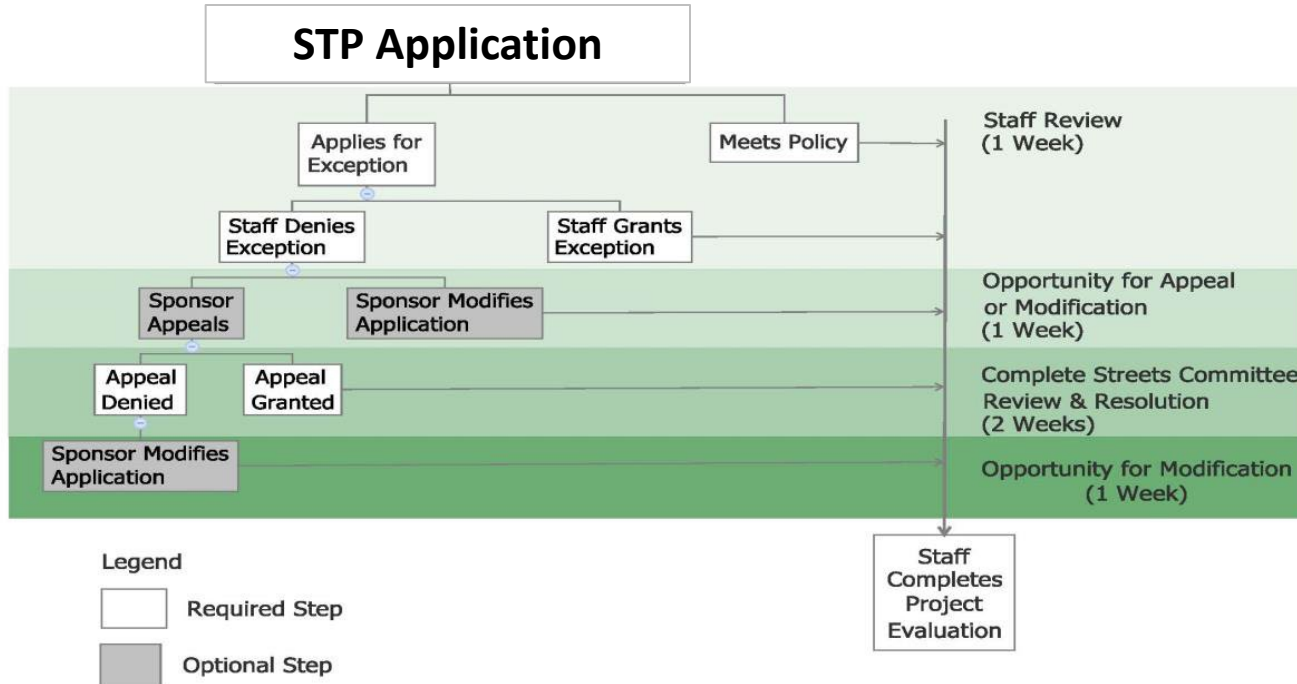 STP Application
Applies for
Exception
Meets Policy
Staff Review
(1 Week)
Staff Denies
Exception
Staff Grants
Exception
Sponsor
Appeals
Sponsor Modifies
Application
Opportunity for Appeal
or Modification
(1 Week)
Appeal
Denied
Appeal
Granted
Complete Streets Committee
Review & Resolution
(2 Weeks)
Sponsor Modifies
Application
Opportunity for Modification
(1 Week)
Staff
Completes
Project
Evaluation
Legend
Required Step
Optional Step